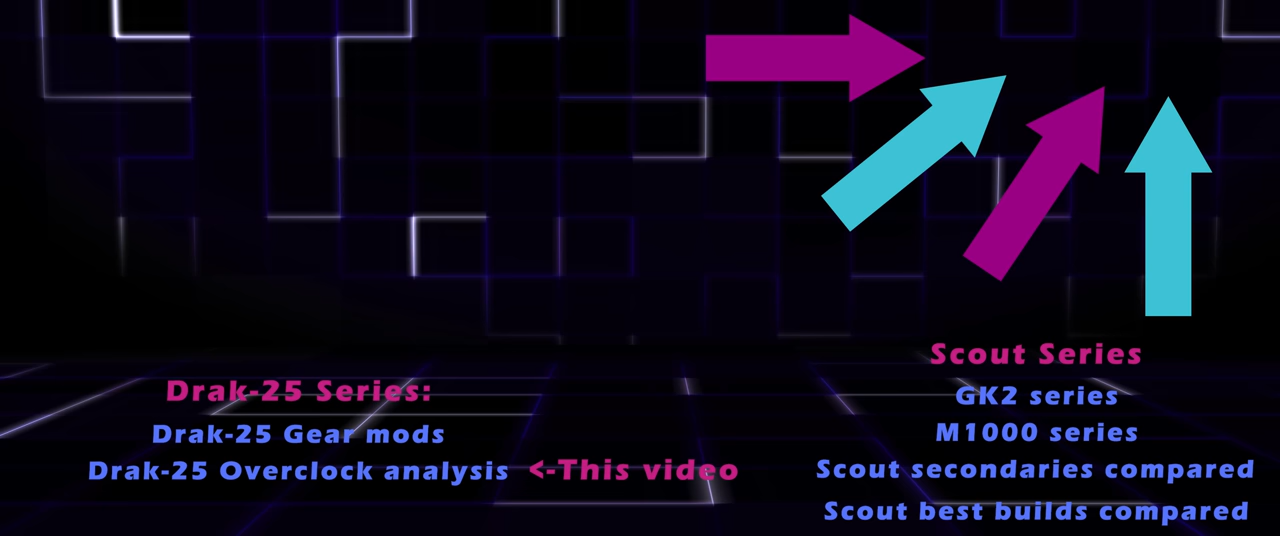 Drak-25 Series:
Drak-25 Gear mods
Drak-25 Overclock analysis <-This video
Scout Series
GK2 series
M1000 series
Scout secondaries compared
Scout best builds compared